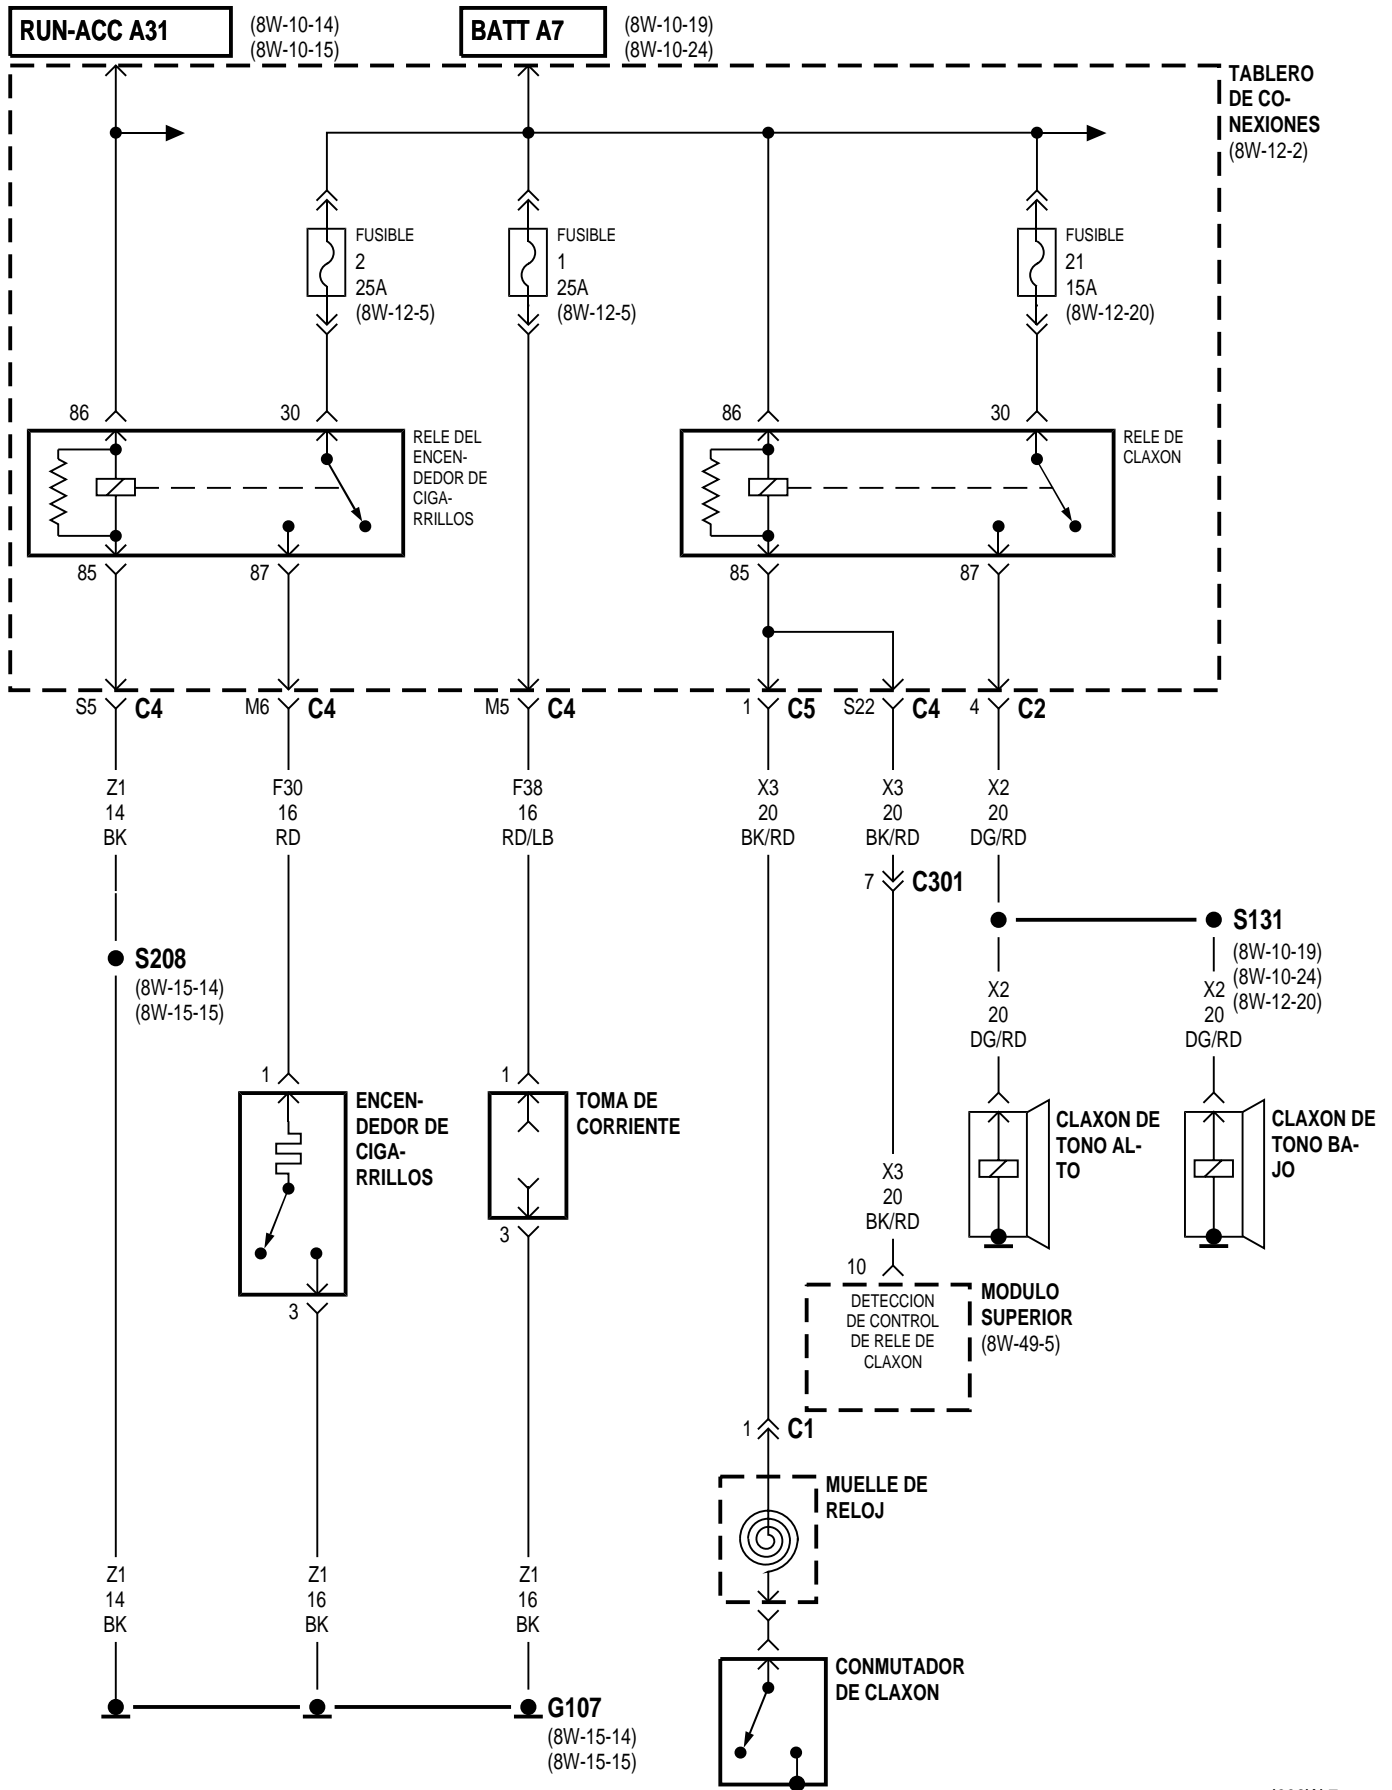 RUN-ACC A31
(8W-10-14)
(8W-10-15)
BATT A7
(8W-10-19)
(8W-10-24)
TABLERO
DE CO-
NEXIONES
(8W-12-2)
FUSIBLE
2
25A
(8W-12-5)
FUSIBLE
1
25A
(8W-12-5)
FUSIBLE
21
15A
(8W-12-20)
86
30
RELE DEL
ENCEN-
DEDOR DE
CIGA-
RRILLOS
86
30
RELE DE
CLAXON
85
87
85
87
S5 C4
M6 C4
M5 C4
1 C5
S22 C4
4 C2
Z1
14
BK
F30
16
RD
F38
16
RD/LB
X3
20
BK/RD
X3
20
BK/RD
X2
20
DG/RD
7 C301
S131
(8W-10-19)
(8W-10-24)
(8W-12-20)
S208
(8W-15-14)
(8W-15-15)
X2
20
DG/RD
X2
20
DG/RD
1
ENCEN-
DEDOR DE
CIGA-
RRILLOS
3
1
TOMA DE
CORRIENTE
3
CLAXON DE
TONO AL-
TO
CLAXON DE
TONO BA-
JO
X3
20
BK/RD
10
DETECCION
DE CONTROL
DE RELE DE
CLAXON
MODULO
SUPERIOR
(8W-49-5)
1 C1
MUELLE DE
RELOJ
Z1
14
BK
Z1
16
BK
Z1
16
BK
CONMUTADOR
DE CLAXON
G107
(8W-15-14)
(8W-15-15)